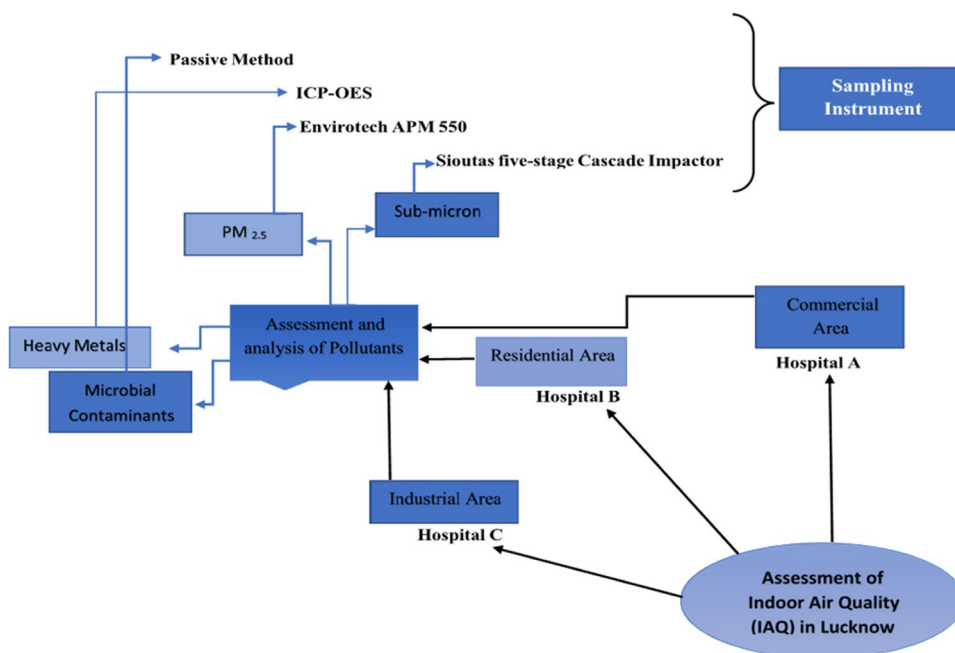 Passive Method
ICP-OES
Envirotech APM 550
Sioutas five-stage Cascade Impactor
Sampling
Instrument
PM 2.5
Sub-micron
Heavy Metals
Microbial
Contaminants
Assessment and
analysis of Pollutants
Residential Area
Hospital B
Commercial
Area
Hospital A
Industrial Area
Hospital C
Assessment of
Indoor Air Quality
(IAQ) in Lucknow